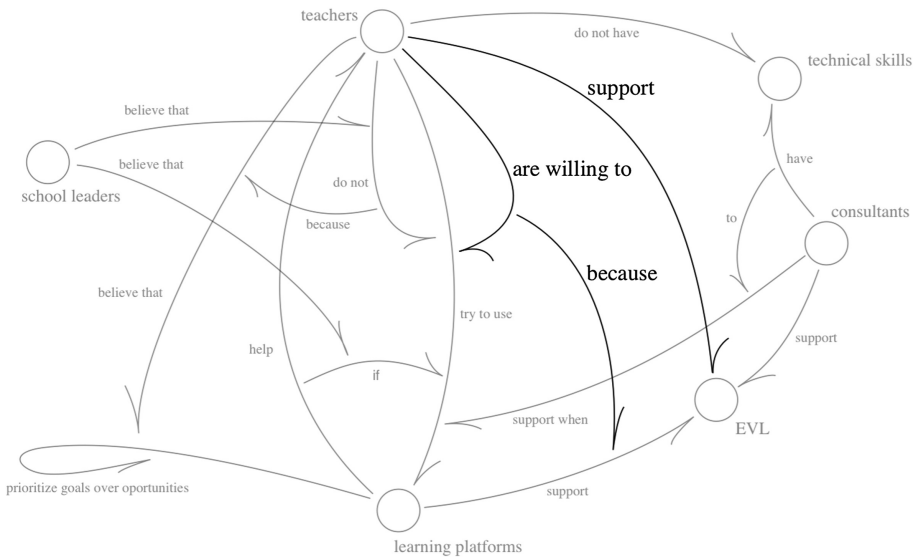 teachers
do not have
technical skills
support
believe that
believe that
are willing to
have
do not
school leaders
to
consultants
because
because
believe that
try to use
support
help
if
support when
EVL
prioritize goals over oportunities
support
learning platforms